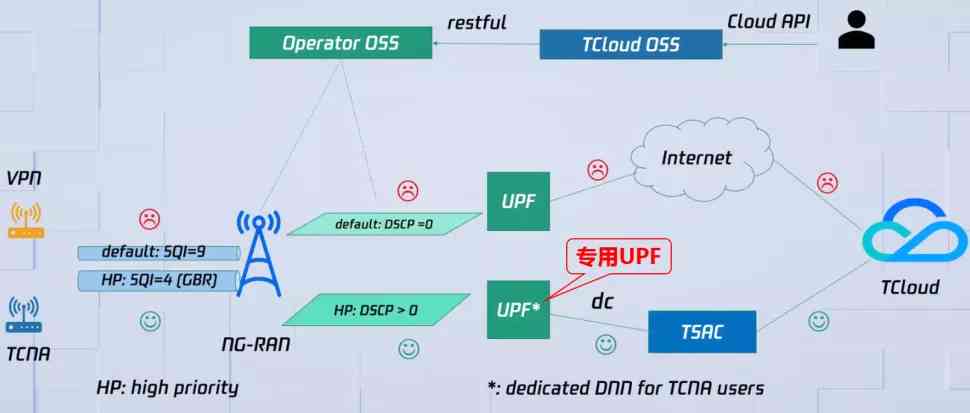 Cloud API
restful
Operator OSS
TCloud OSS
Internet
VPN
UPF
default: DSCP =0
default: 5QI=9
专用UPF
HP: 5QI=4 (GBR)
TCloud
dc
HP: DSCP > 0
UPF*
TSAC
NG-RAN
TCNA
HP: high priority
*: dedicated DNN for TCNA users